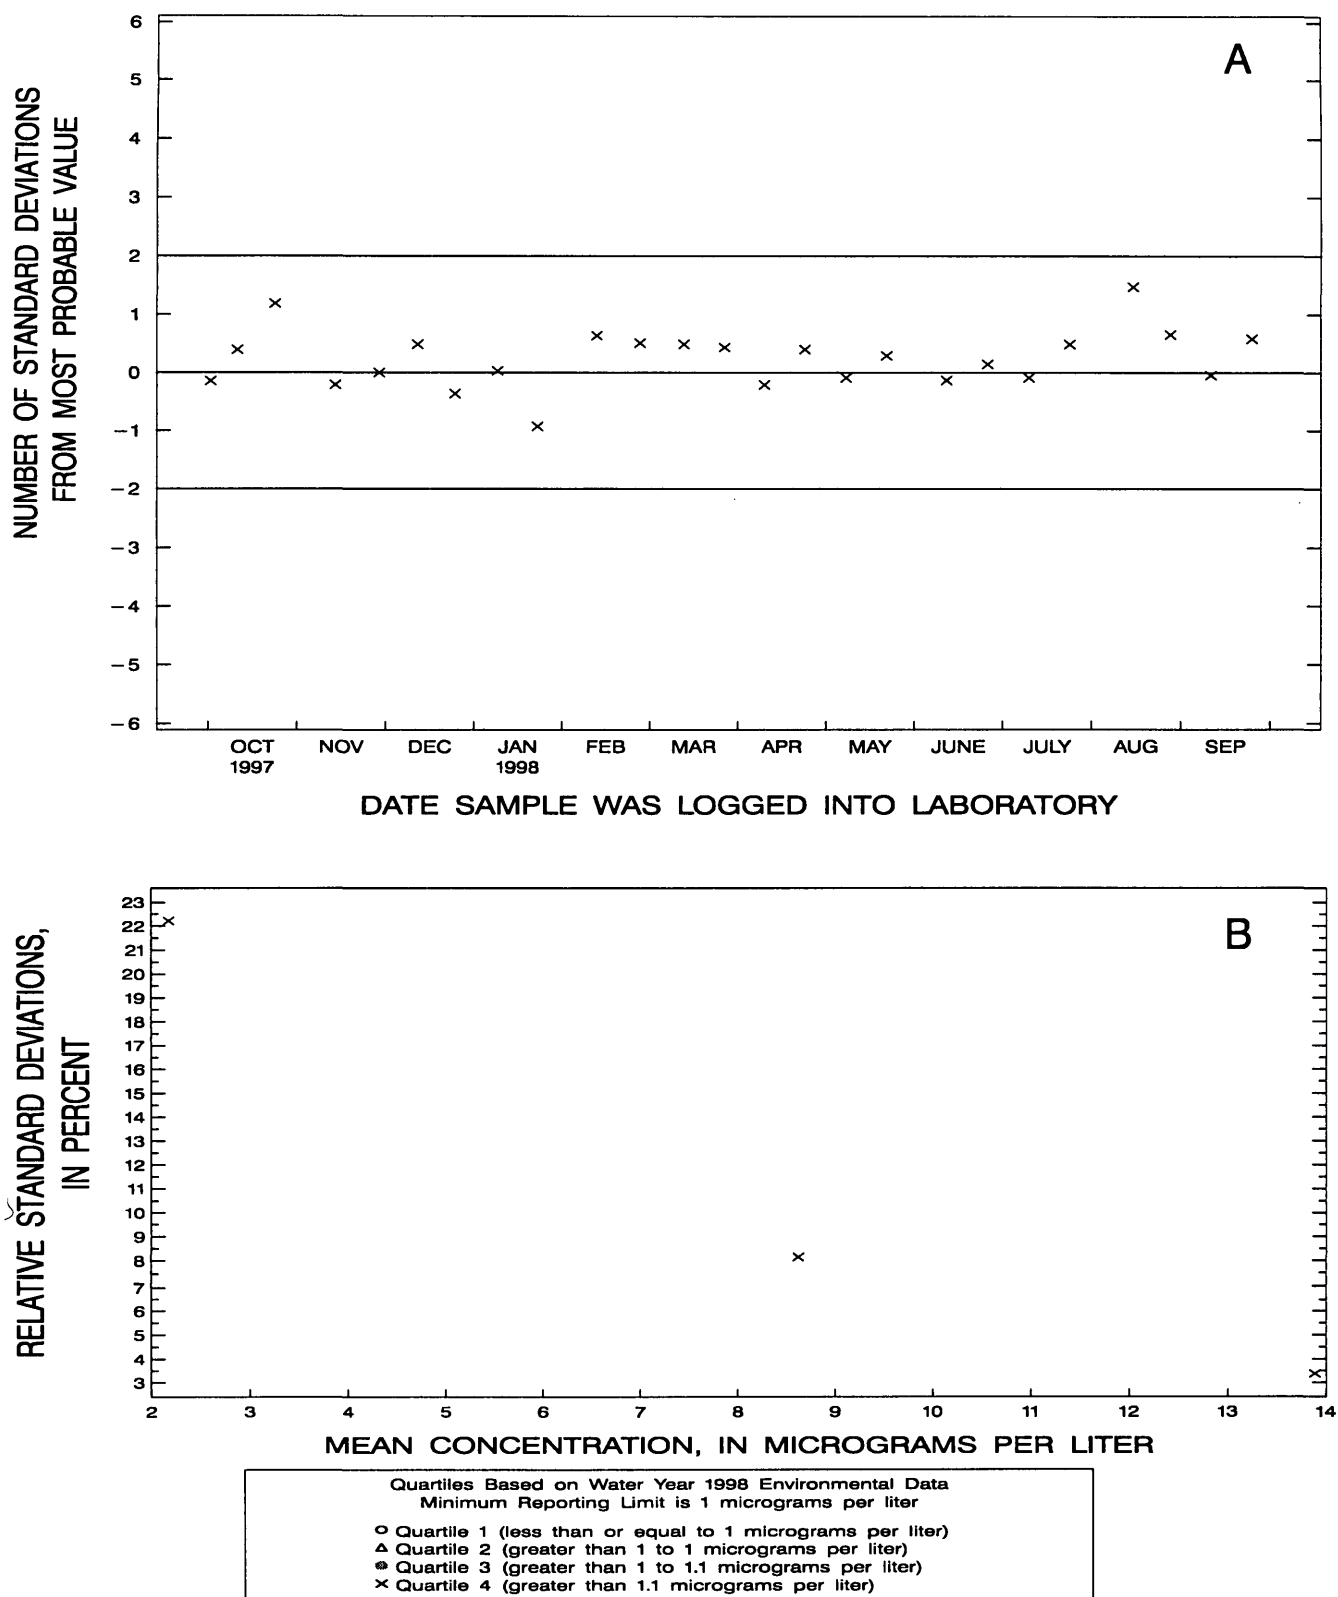 A
NUMBER OF STANDARD DEVIATIONS
FROM MOST PROBABLE VALUE
6
5
4
3
2
1
0
−1
−2
−3
−4
−5
−6
OCT NOV DEC JAN FEB MAR APR MAY JUNE JULY AUG SEP
1997 1998
DATE SAMPLE WAS LOGGED INTO LABORATORY
B
RELATIVE STANDARD DEVIATIONS,
IN PERCENT
23
22
21
20
19
18
17
16
15
14
13
12
11
10
9
8
7
6
5
4
3
2 3 4 5 6 7 8 9 10 11 12 13 14
MEAN CONCENTRATION, IN MICROGRAMS PER LITER
Quartiles Based on Water Year 1998 Environmental Data
Minimum Reporting Limit is 1 micrograms per liter
Quartile 1 (less than or equal to 1 micrograms per liter)
Quartile 2 (greater than 1 to 1 micrograms per liter)
Quartile 3 (greater than 1 to 1.1 micrograms per liter)
Quartile 4 (greater than 1.1 micrograms per liter)